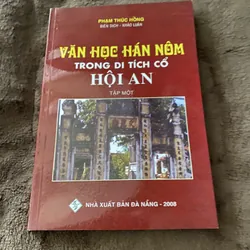 PHẠM THÚC HỒNG
BIÊN DỊCH - KHẢO LUẬN
VĂN HỌC HÁN NÔM
TRONG DI TÍCH CỔ
HỘI AN
TẬP MỘT
NHÀ XUẤT BẢN ĐÀ NẴNG - 2008